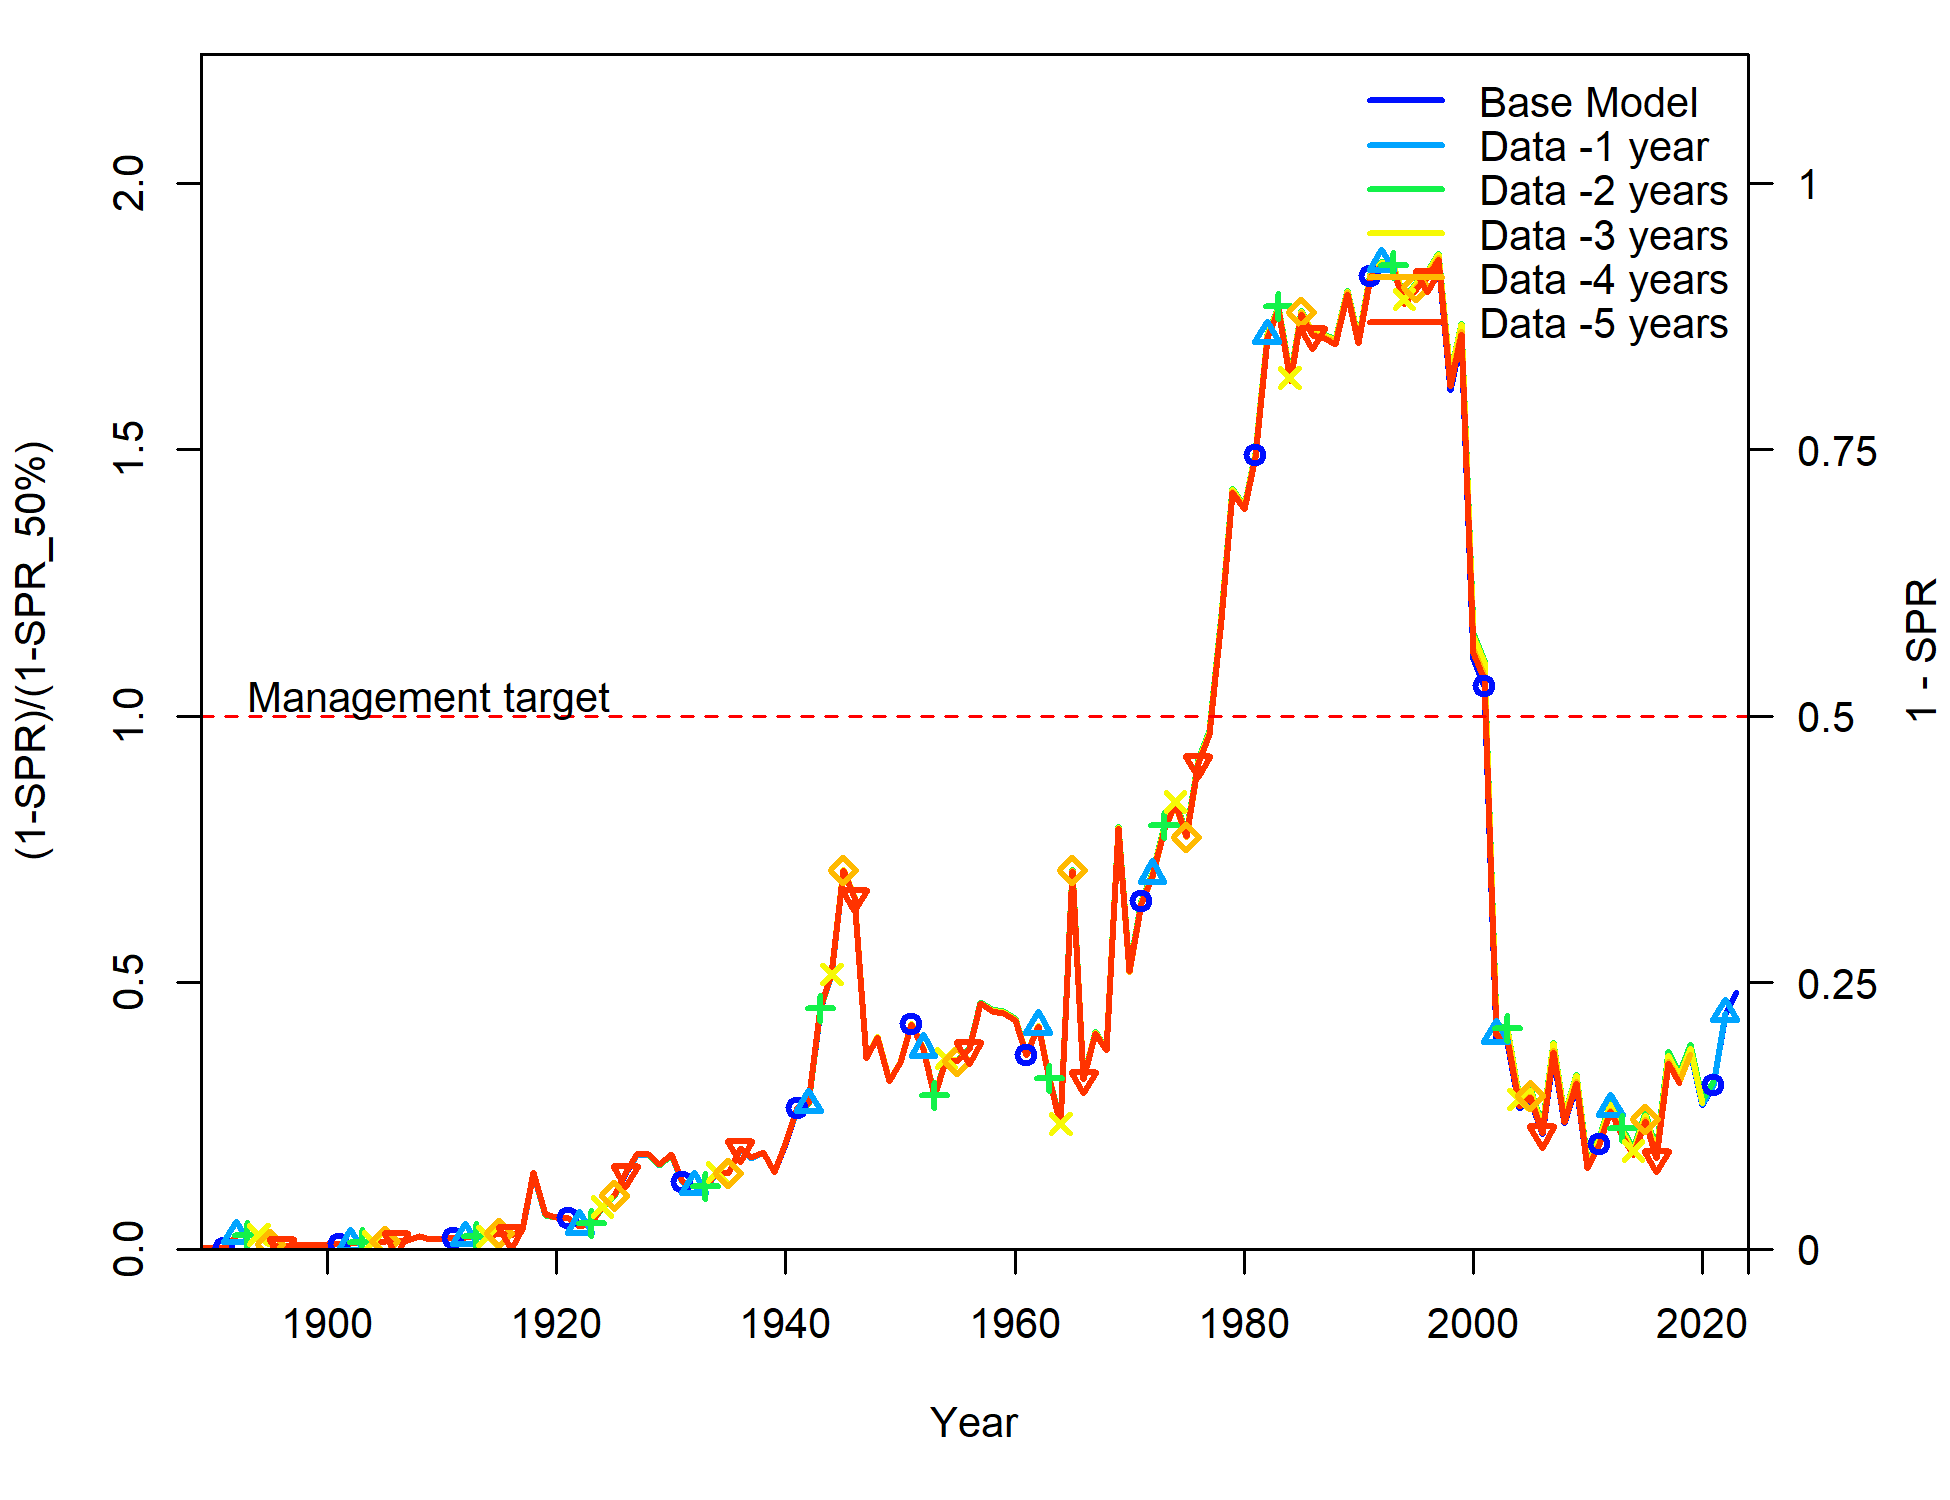 Base Model
Data -1 year
Data -2 years
Data -3 years
Data -4 years
Data -5 years
Management target
(1-SPR)/(1-SPR_50%)
0.0
0.5
1.0
1.5
2.0
1 - SPR
0
0.25
0.5
0.75
1
1900
1920
1940
1960
1980
2000
2020
Year